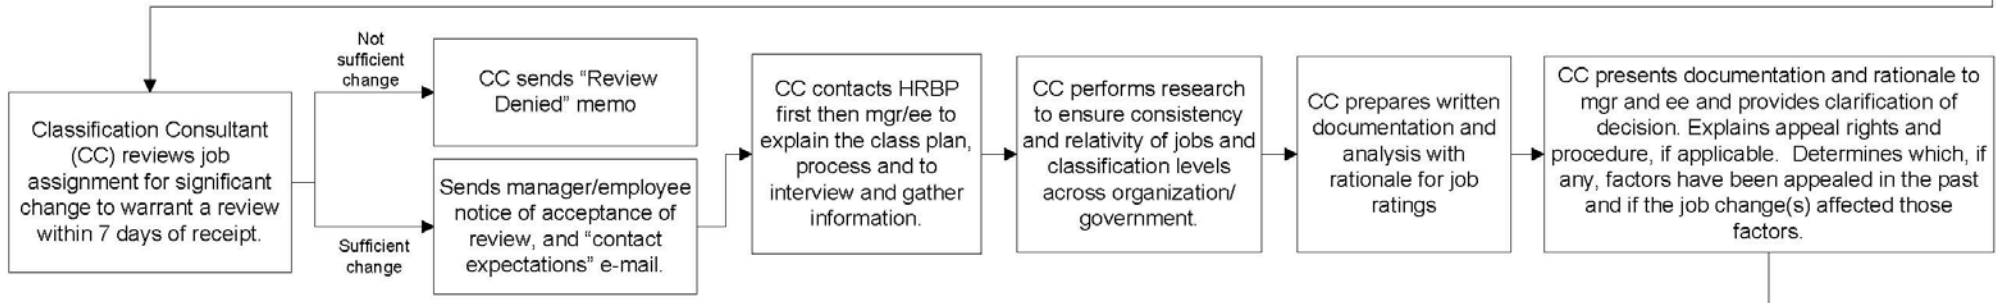 Classification Consultant
(CC) reviews job
assignment for significant
change to warrant a review
within 7 days of receipt.
Not
sufficient
change
CC sends “Review
Denied” memo
Sufficient
change
Sends manager/employee
notice of acceptance of
review, and “contact
expectations” e-mail.
CC contacts HRBP
first then mgr/ee to
explain the class plan,
process and to
interview and gather
information.
CC performs research
to ensure consistency
and relativity of jobs and
classification levels
across organization/
government.
CC prepares written
documentation and
analysis with
rationale for job
ratings
CC presents documentation and rationale to
mgr and ee and provides clarification of
decision. Explains appeal rights and
procedure, if applicable.  Determines which, if
any, factors have been appealed in the past
and if the job change(s) affected those
factors.